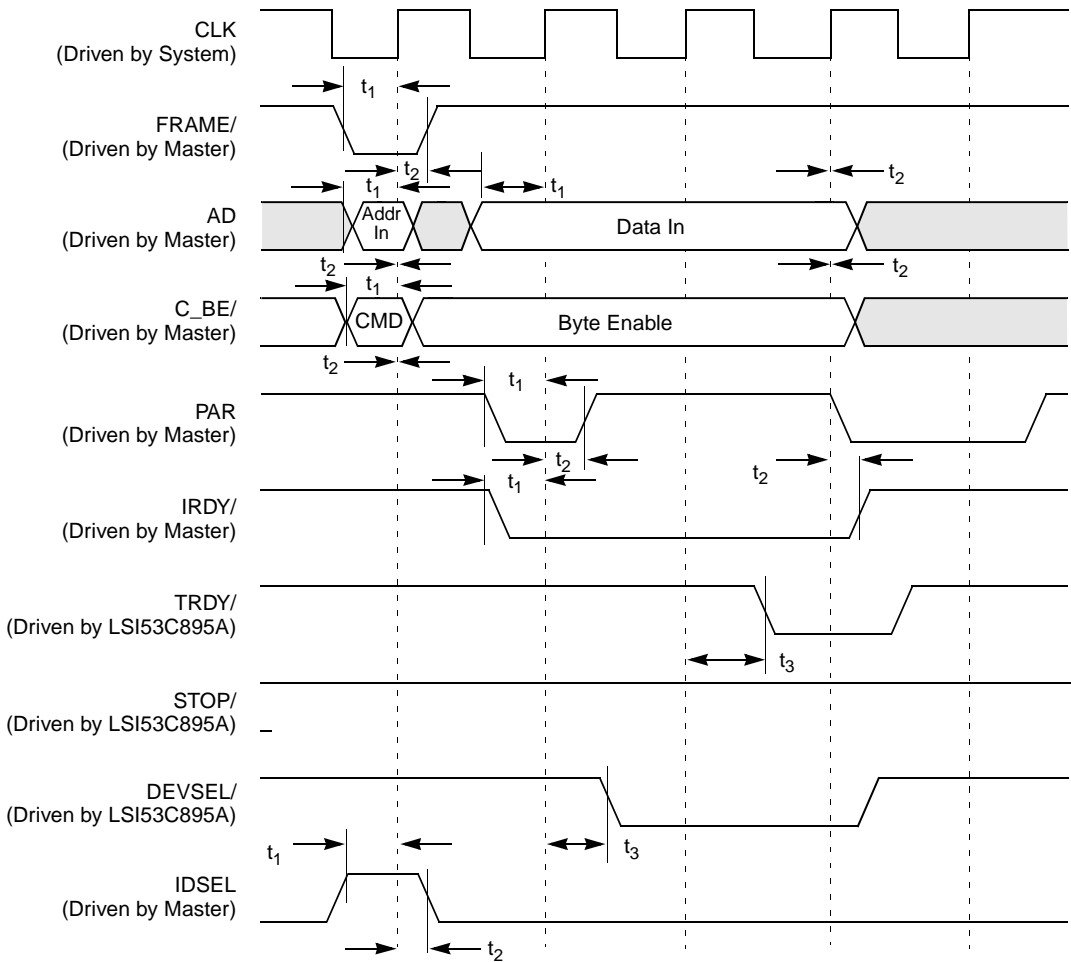 CLK
(Driven by System)
t1
FRAME/
(Driven by Master)
t2
t1
t1
t2
AD
(Driven by Master)
Addr
In
Data In
t2
t2
t1
C_BE/
(Driven by Master)
CMD
Byte Enable
t2
t1
PAR
(Driven by Master)
t2
t2
t1
IRDY/
(Driven by Master)
TRDY/
(Driven by LSI53C895A)
t3
STOP/
(Driven by LSI53C895A)
DEVSEL/
(Driven by LSI53C895A)
t1
t3
IDSEL
(Driven by Master)
t2